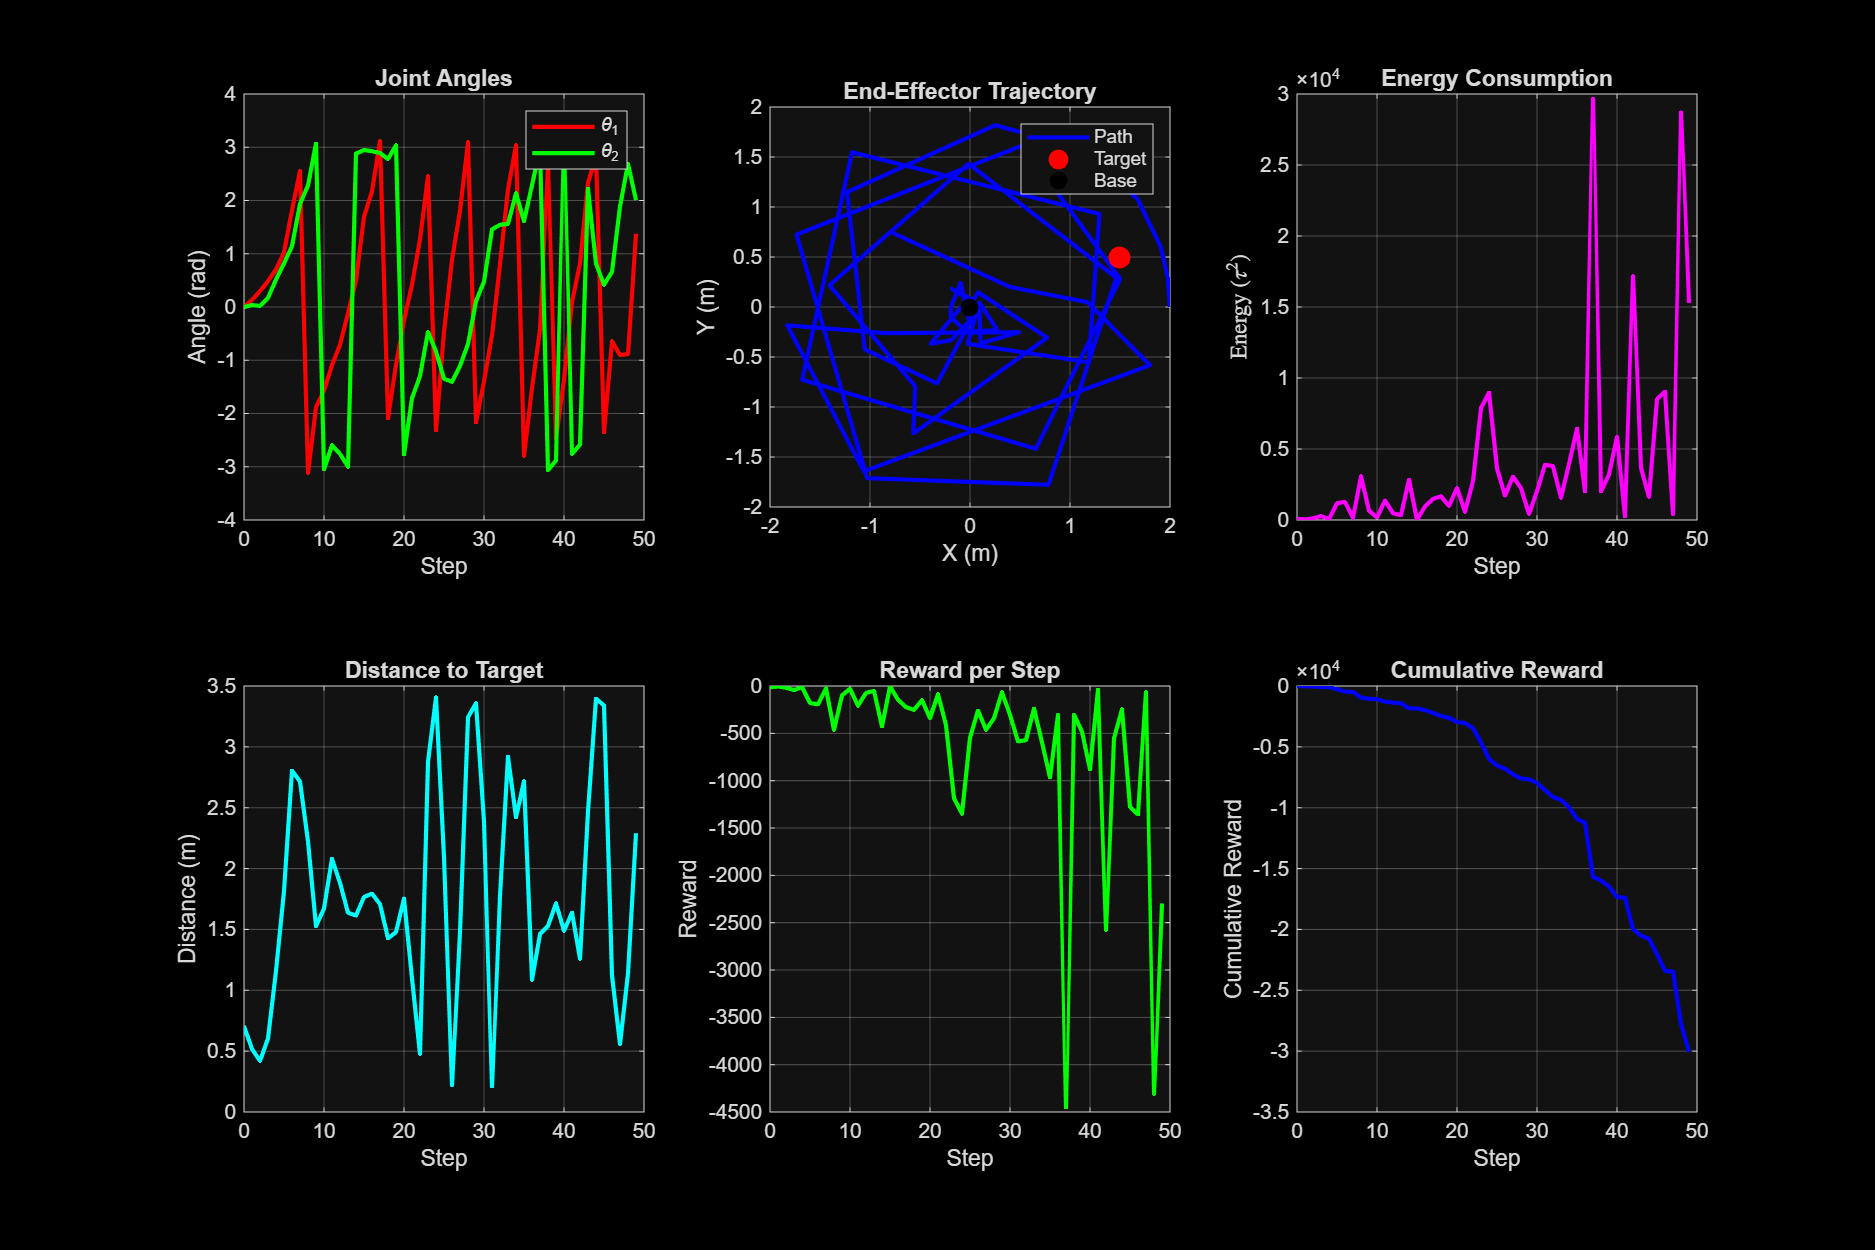 Joint Angles
4
3
2
1
0
-1
-2
-3
-4
0 10 20 30 40 50
Step
Angle (rad)
θ1
θ2
End-Effector Trajectory
2
1.5
1
0.5
0
-0.5
-1
-1.5
-2
-2 -1 0 1 2
X (m)
Y (m)
Path
Target
Base
×10^4 Energy Consumption
3
2.5
2
1.5
1
0.5
0
0 10 20 30 40 50
Step
Energy (τ²)
Distance to Target
3.5
3
2.5
2
1.5
1
0.5
0
0 10 20 30 40 50
Step
Distance (m)
Reward per Step
0
-500
-1000
-1500
-2000
-2500
-3000
-3500
-4000
-4500
0 10 20 30 40 50
Step
Reward
×10^4 Cumulative Reward
0
-0.5
-1
-1.5
-2
-2.5
-3
-3.5
0 10 20 30 40 50
Step
Cumulative Reward